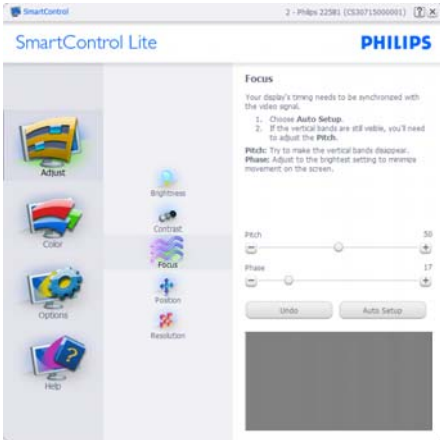 SmartControl
2 - Philips 225B1 (CS30715000001)
SmartControl Lite
PHILIPS
Adjust
Color
Options
Help
Brightness
Contrast
Focus
Position
Resolution
Focus
Your display's timing needs to be synchronized with
the video signal.
1. Choose Auto Setup.
2. If the vertical bands are still visible, you'll need
to adjust the Pitch.
Pitch: Try to make the vertical bands disappear.
Phase: Adjust to the brightest setting to minimize
movement on the screen.
Pitch 50
Phase 17
Undo
Auto Setup